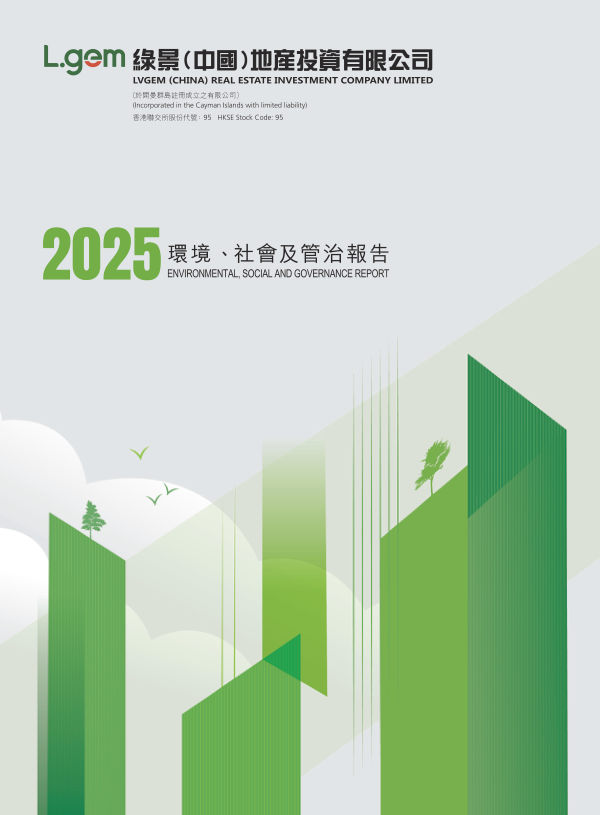 Lvgem 綠景(中國)地產投資有限公司
LVGEM (CHINA) REAL ESTATE INVESTMENT COMPANY LIMITED
(於開曼群島註冊成立之有限公司)
(Incorporated in the Cayman Islands with limited liability)
香港聯交所股份代號：95 HKSE Stock Code: 95
2025 環境、社會及管治報告
ENVIRONMENTAL, SOCIAL AND GOVERNANCE REPORT